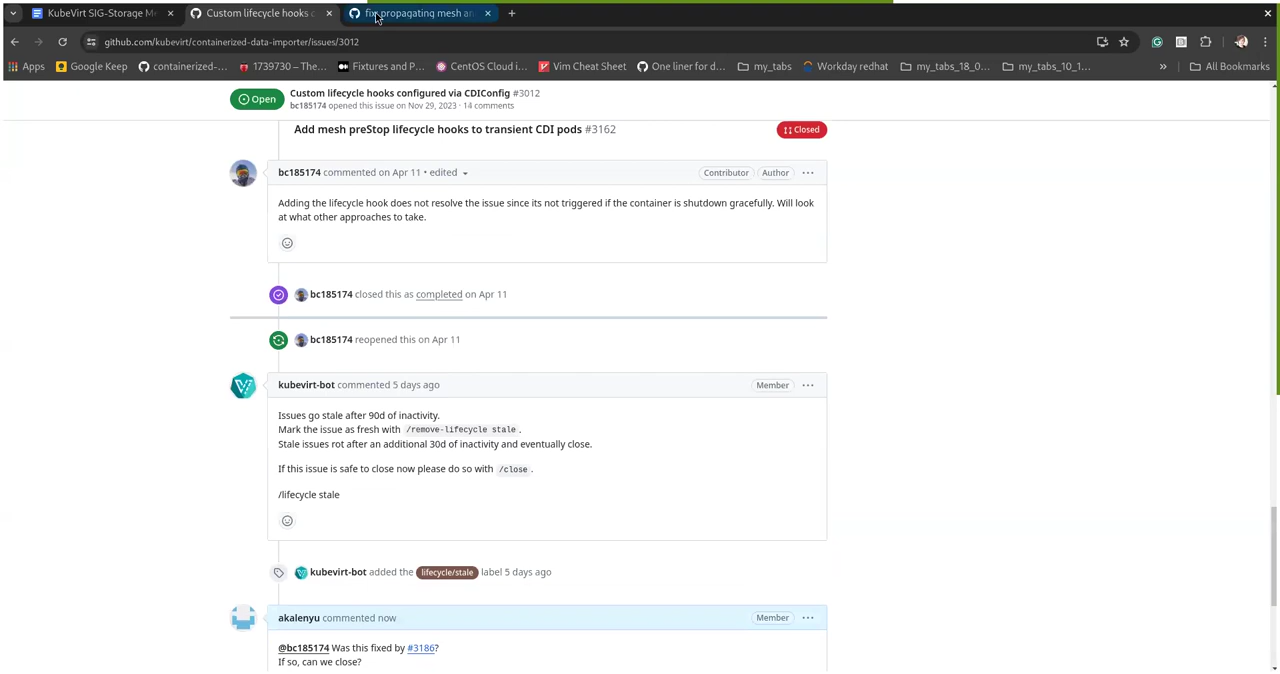 KubeVirt SIG-Storage M
Custom lifecycle hooks c
fix propagating mesh an
github.com/kubevirt/containerized-data-importer/issues/3012
Apps
Google Keep
containerized-...
1739730 – The...
Fixtures and P...
CentOS Cloud i...
Vim Cheat Sheet
One liner for d...
my_tabs
Workday redhat
my_tabs_18_0...
my_tabs_10_1...
»
All Bookmarks
Open
Custom lifecycle hooks configured via CDIConfig #3012
bc185174 opened this issue on Nov 29, 2023 · 14 comments
Add mesh preStop lifecycle hooks to transient CDI pods #3162
Closed
bc185174 commented on Apr 11 • edited
Contributor
Author
Adding the lifecycle hook does not resolve the issue since its not triggered if the container is shutdown gracefully. Will look
at what other approaches to take.
bc185174 closed this as completed on Apr 11
bc185174 reopened this on Apr 11
kubevirt-bot commented 5 days ago
Member
Issues go stale after 90d of inactivity.
Mark the issue as fresh with /remove-lifecycle stale .
Stale issues rot after an additional 30d of inactivity and eventually close.
If this issue is safe to close now please do so with /close .
/lifecycle stale
kubevirt-bot added the lifecycle/stale label 5 days ago
akalenyu commented now
Member
@bc185174 Was this fixed by #3186?
If so, can we close?